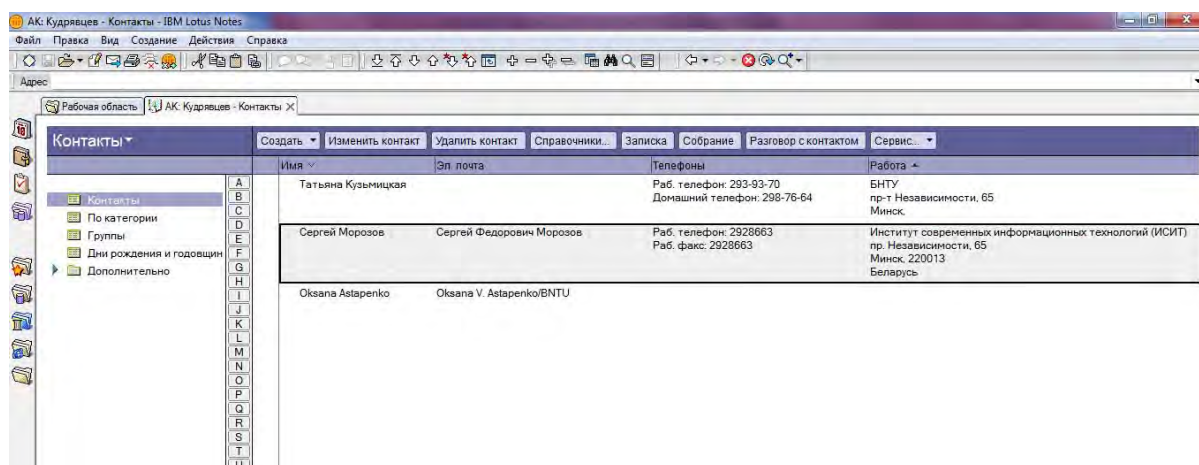 АК: Кудрявцев - Контакты - IBM Lotus Notes
Файл Правка Вид Создание Действия Справка
Адрес
Рабочая область АК: Кудрявцев - Контакты
Контакты Создать Изменить контакт Удалить контакт Справочники... Записка Собрание Разговор с контактом Сервис...
Имя Эл. почта Телефоны Работа
Контакты
По категории
Группы
Дни рождения и годовщин
Дополнительно
A
B
C
D
E
F
G
H
I
J
K
L
M
N
O
P
Q
R
S
T
U
Татьяна Кузьмицкая Раб. телефон: 293-93-70 БНТУ
Домашний телефон: 298-76-64 пр-т Независимости, 65
Минск,
Сергей Морозов Сергей Федорович Морозов Раб. телефон: 2928663 Институт современных информационных технологий (ИСИТ)
Раб. факс: 2928663 пр. Независимости, 65
Минск, 220013
Беларусь
Oksana Astapenko Oksana V. Astapenko/BNTU